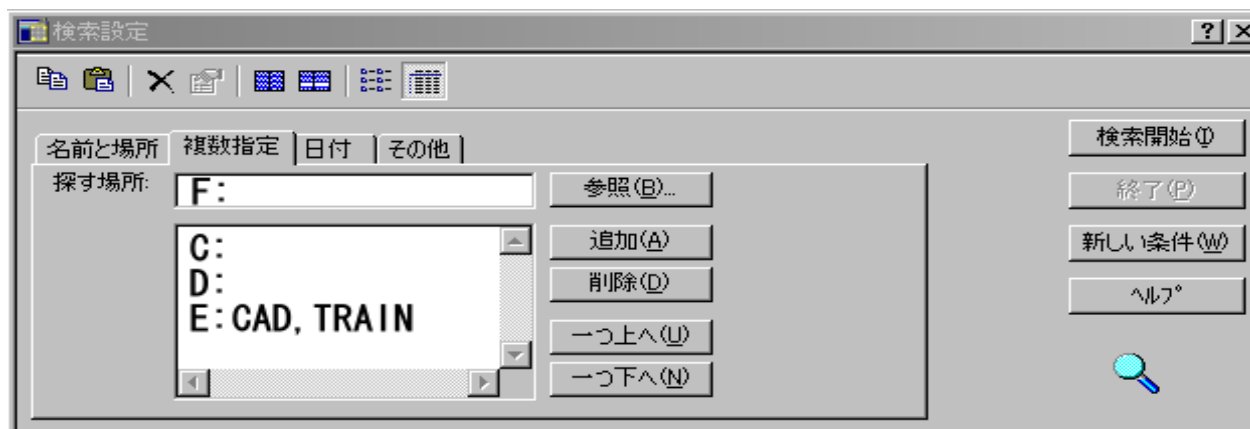 検索設定
名前と場所 複数指定 日付 その他
探す場所: F: 参照(B)...
C:
D:
E:CAD,TRAIN
追加(A)
削除(D)
一つ上へ(U)
一つ下へ(N)
検索開始(I)
終了(P)
新しい条件(W)
ヘルプ